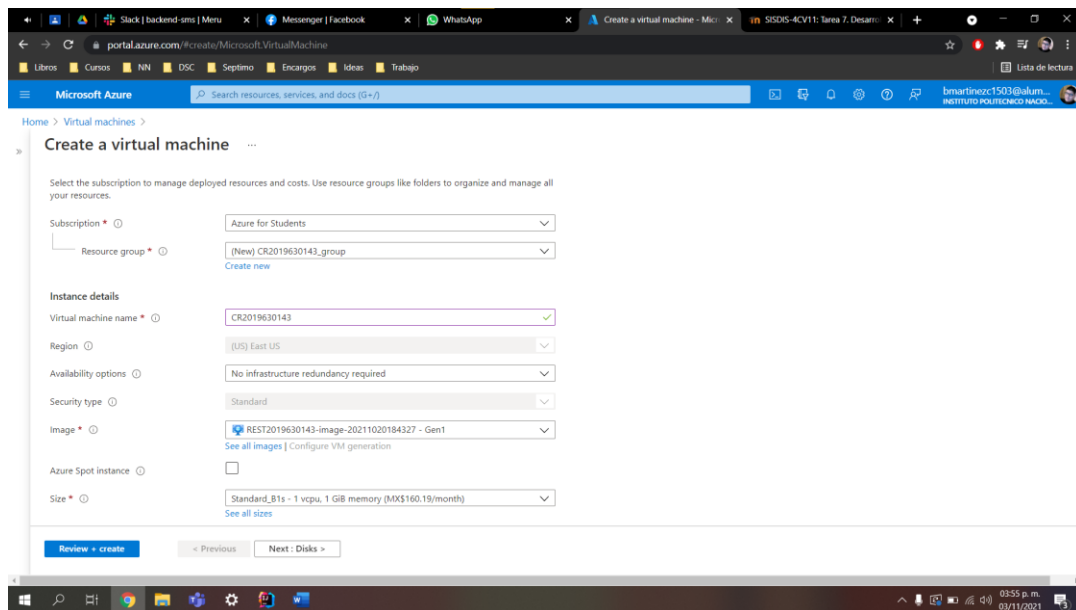 Slack | backend-sms | Meru
Messenger | Facebook
WhatsApp
Create a virtual machine - Micro
SISDIS-4CV11: Tarea 7. Desarrol
portal.azure.com/#create/Microsoft.VirtualMachine
Libros Cursos NN DSC Septimo Encargos Ideas Trabajo
Lista de lectura
Microsoft Azure
Search resources, services, and docs (G+/)
bmartinezc1503@alum...
INSTITUTO POLITECNICO NACIO...
Home > Virtual machines >
Create a virtual machine ...
Select the subscription to manage deployed resources and costs. Use resource groups like folders to organize and manage all
your resources.
Subscription * Azure for Students
Resource group * (New) CR2019630143_group
Create new
Instance details
Virtual machine name * CR2019630143
Region (US) East US
Availability options No infrastructure redundancy required
Security type Standard
Image * REST2019630143-image-20211020184327 - Gen1
See all images | Configure VM generation
Azure Spot instance
Size * Standard_B1s - 1 vcpu, 1 GiB memory (MX$160.19/month)
See all sizes
Review + create
< Previous
Next : Disks >
03:55 p. m.
03/11/2021